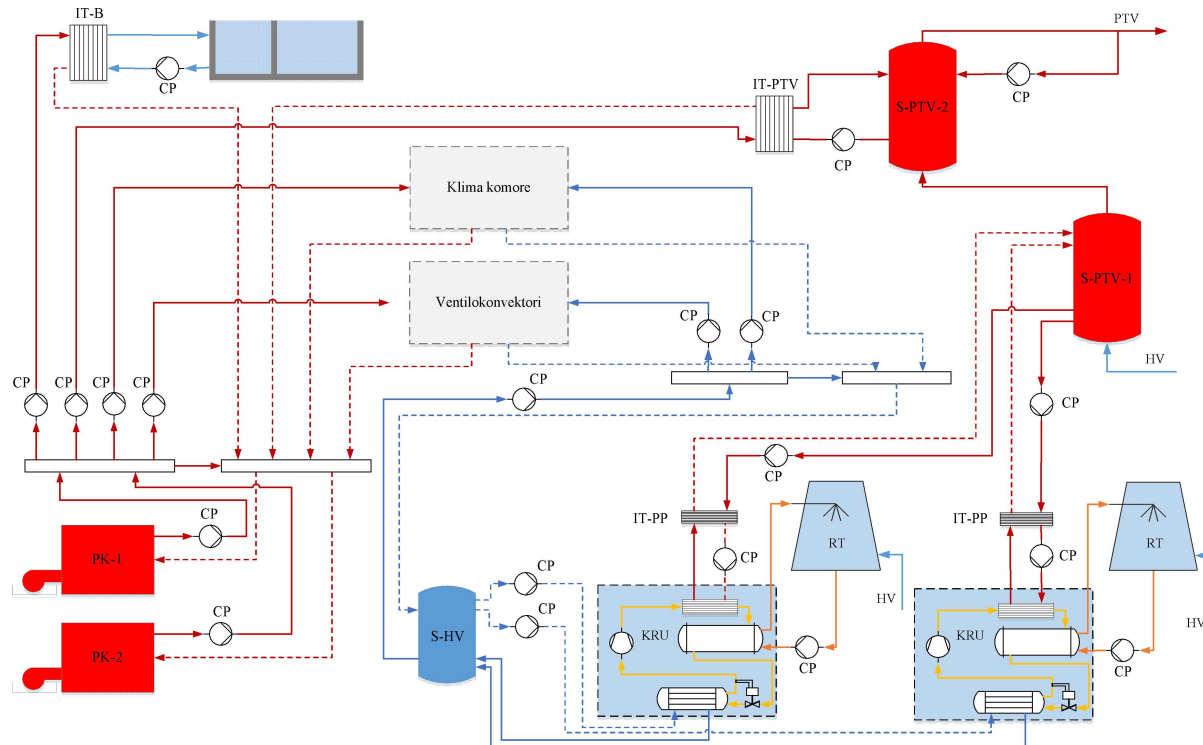 IT-B
CP
PTV
CP
S-PTV-2
IT-PTV
CP
Klima komore
S-PTV-1
Ventilokonvektori
CP
CP
HV
CP
CP
CP
CP
CP
CP
CP
IT-PP
IT-PP
CP
RT
RT
PK-1
CP
CP
CP
HV
CP
PK-2
S-HV
CP
KRU
CP
KRU
CP
HV